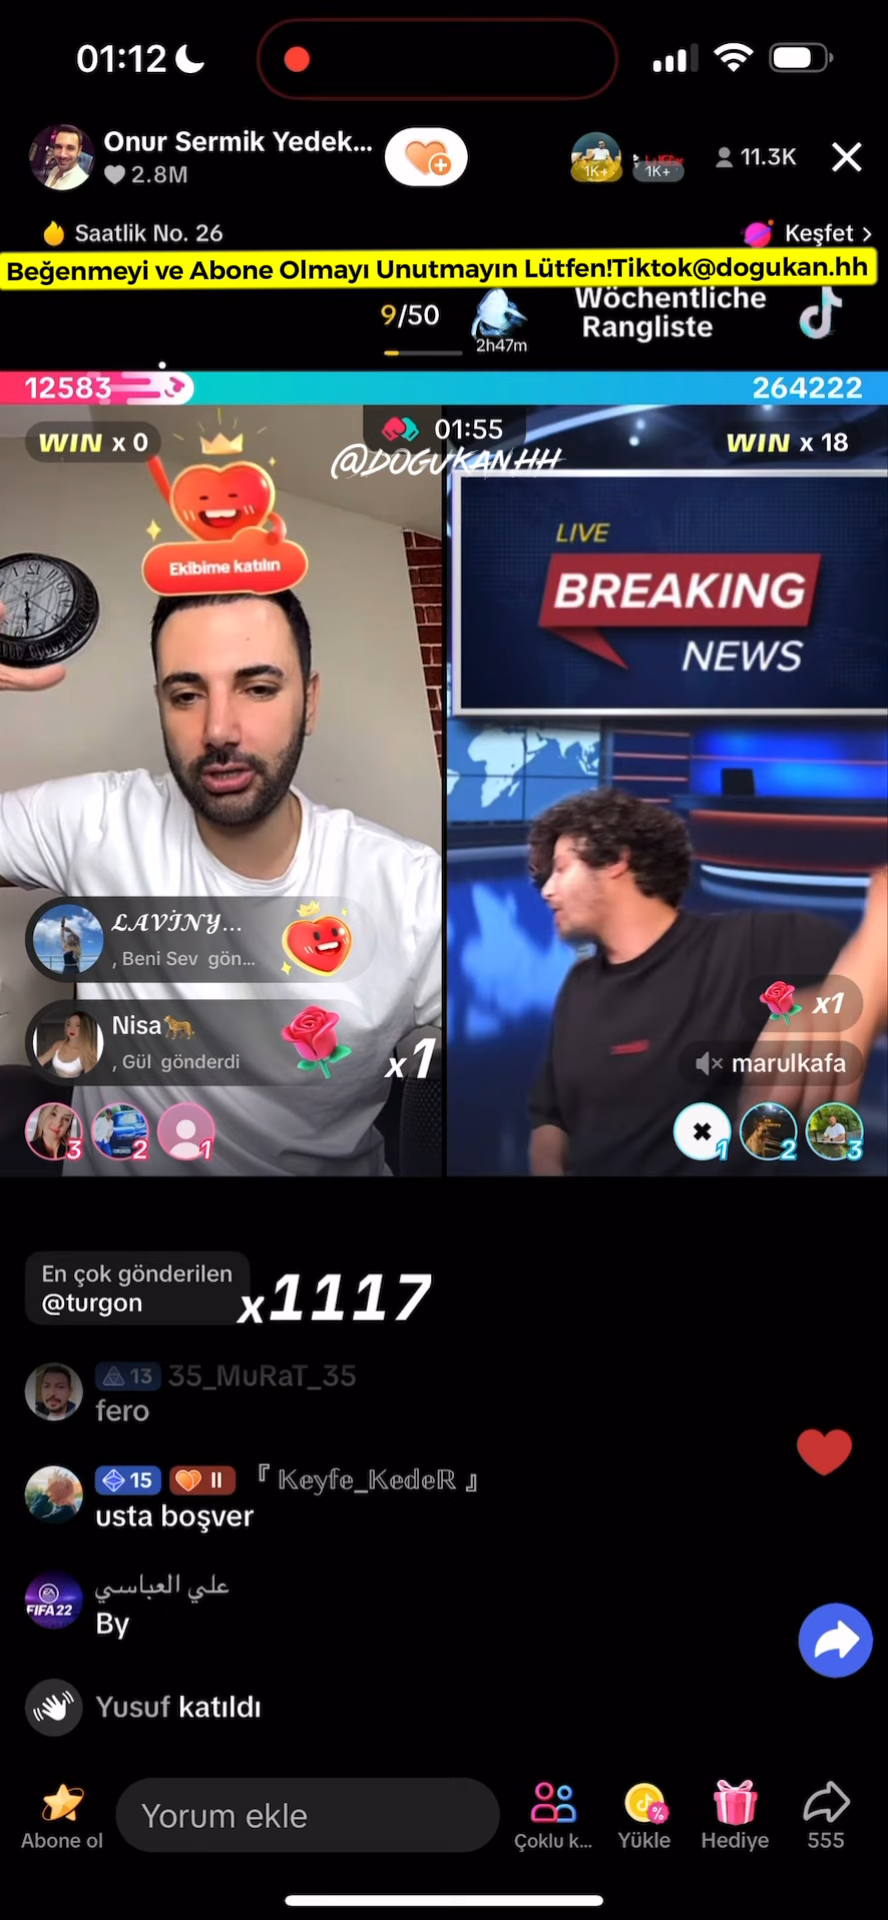 01:12
Onur Sermik Yedek...
2.8M
1K+
1K+
11.3K
Saatlik No. 26
Keşfet >
Beğenmeyi ve Abone Olmayı Unutmayın Lütfen!Tiktok@dogukan.hh
9/50
2h47m
Wöchentliche
Rangliste
12583
264222
WIN x 0
01:55
WIN x 18
@DOGUKANHH
LIVE
BREAKING
NEWS
Ekibime katılın
ℒ𝒜𝒱İ𝒩𝒴...
, Beni Sev gön...
Nisa🐆
, Gül gönderdi
x1
x1
marulkafa
3
2
1
1
2
3
En çok gönderilen
@turgon
x1117
13 35_MuRaT_35
fero
15 II 『 𝕂𝕖𝕪𝕗𝕖_𝕂𝕖𝕕𝕖ℝ 』
usta boşver
FIFA 22
علي العباسي
By
Yusuf katıldı
Abone ol
Yorum ekle
Çoklu k...
Yükle
Hediye
555